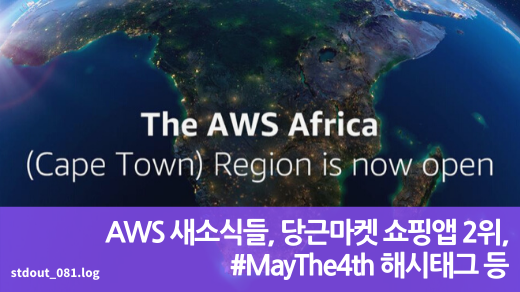 The AWS Africa
(Cape Town) Region is now open
AWS 새소식들, 당근마켓 쇼핑앱 2위,
#MayThe4th 해시태그 등
stdout_081.log